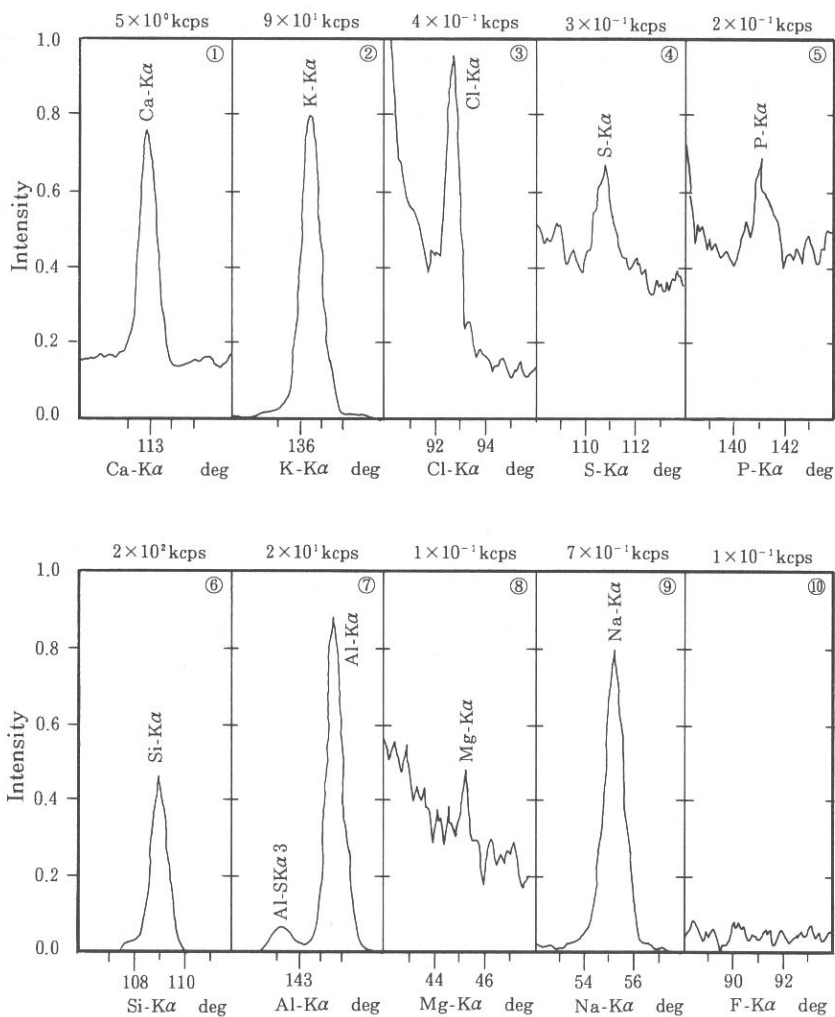 5×10⁰kcps 9×10¹kcps 4×10⁻¹kcps 3×10⁻¹kcps 2×10⁻¹kcps
① ② ③ ④ ⑤
Ca-Kα K-Kα Cl-Kα S-Kα P-Kα
Intensity
1.0
0.8
0.6
0.4
0.2
0.0
113 136 92 94 110 112 140 142
Ca-Kα deg K-Kα deg Cl-Kα deg S-Kα deg P-Kα deg
2×10²kcps 2×10¹kcps 1×10⁻¹kcps 7×10⁻¹kcps 1×10⁻¹kcps
⑥ ⑦ ⑧ ⑨ ⑩
Si-Kα Al-SKα3 Al-Kα Mg-Kα Na-Kα
Intensity
1.0
0.8
0.6
0.4
0.2
0.0
108 110 143 44 46 54 56 90 92
Si-Kα deg Al-Kα deg Mg-Kα deg Na-Kα deg F-Kα deg